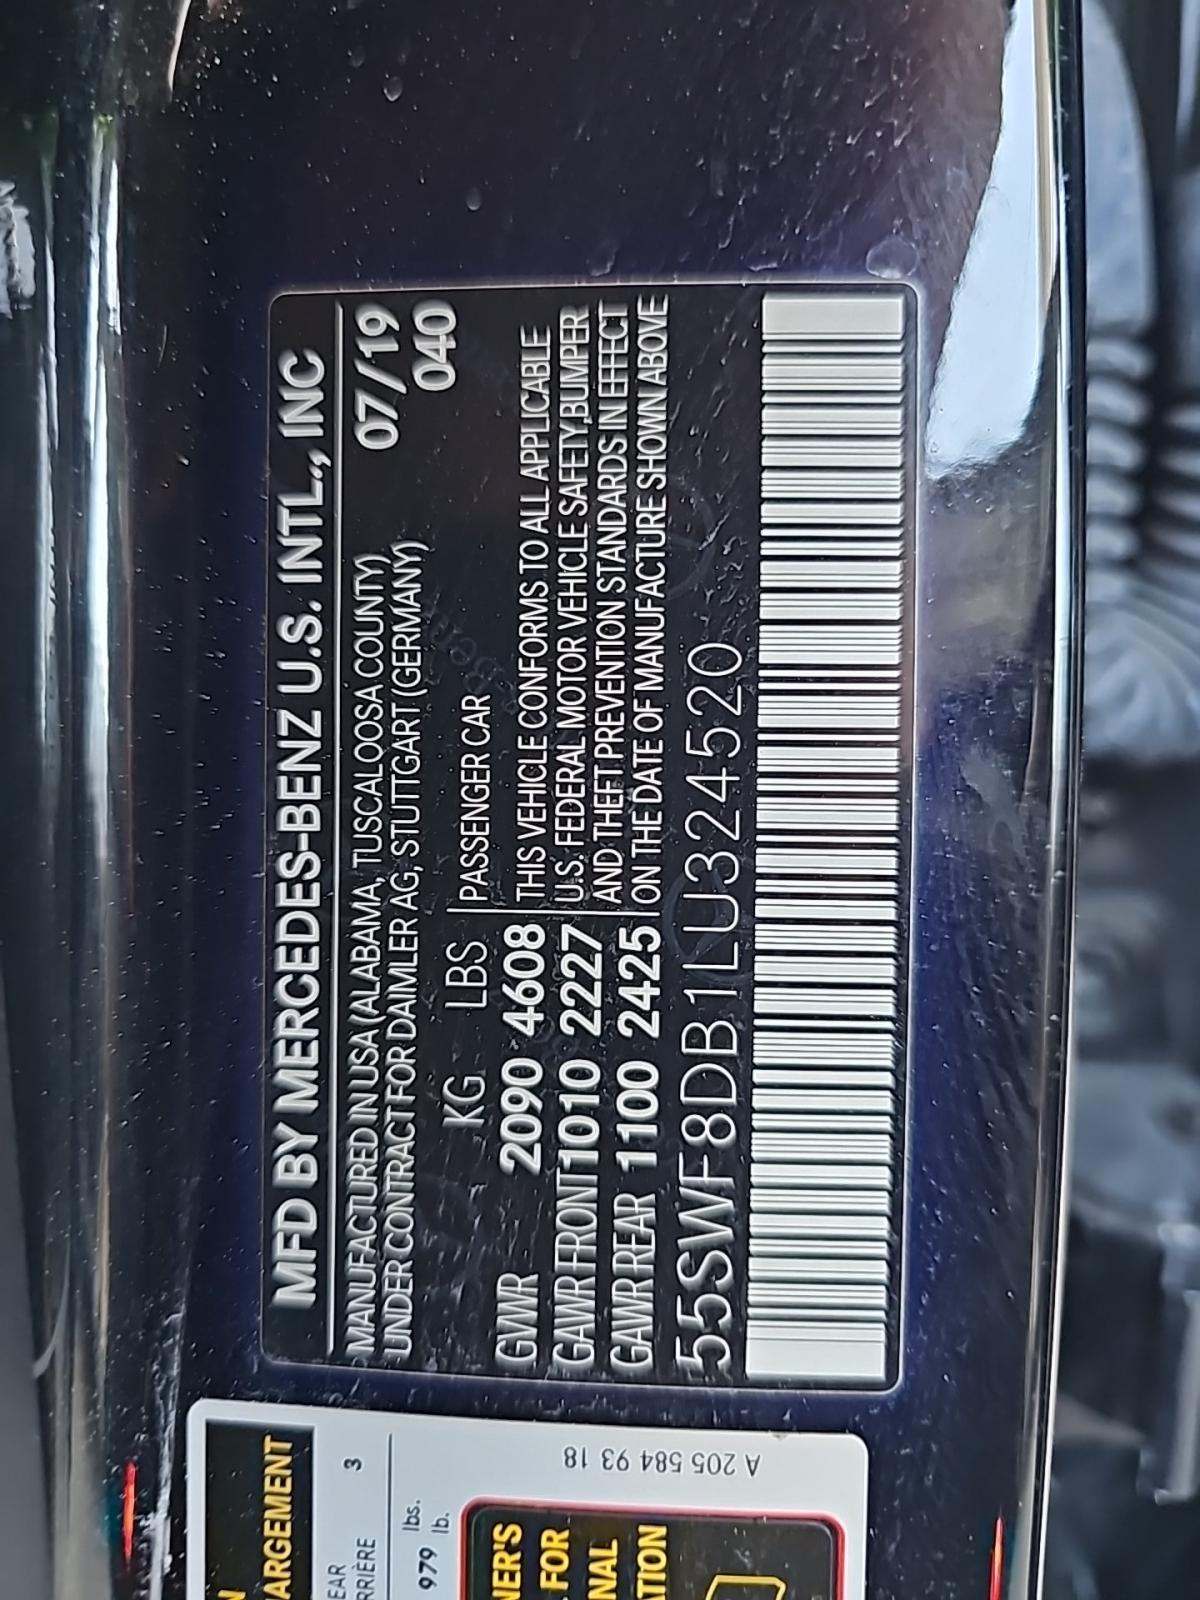 MFD BY MERCEDES-BENZ U.S. INTL., INC
MANUFACTURED IN USA (ALABAMA, TUSCALOOSA COUNTY) 07/19
UNDER CONTRACT FOR DAIMLER AG, STUTTGART (GERMANY) 040
KG LBS PASSENGER CAR
GVWR 2090 4608 THIS VEHICLE CONFORMS TO ALL APPLICABLE
GAWR FRONT 1010 2227 U.S. FEDERAL MOTOR VEHICLE SAFETY, BUMPER
GAWR REAR 1100 2425 AND THEFT PREVENTION STANDARDS IN EFFECT
ON THE DATE OF MANUFACTURE SHOWN ABOVE
55SWF8DB1LU324520
N
ARGEMENT
EAR 3
RRIÈRE
979 lbs.
lb.
NER'S
FOR
NAL
ATION
A 205 584 93 18